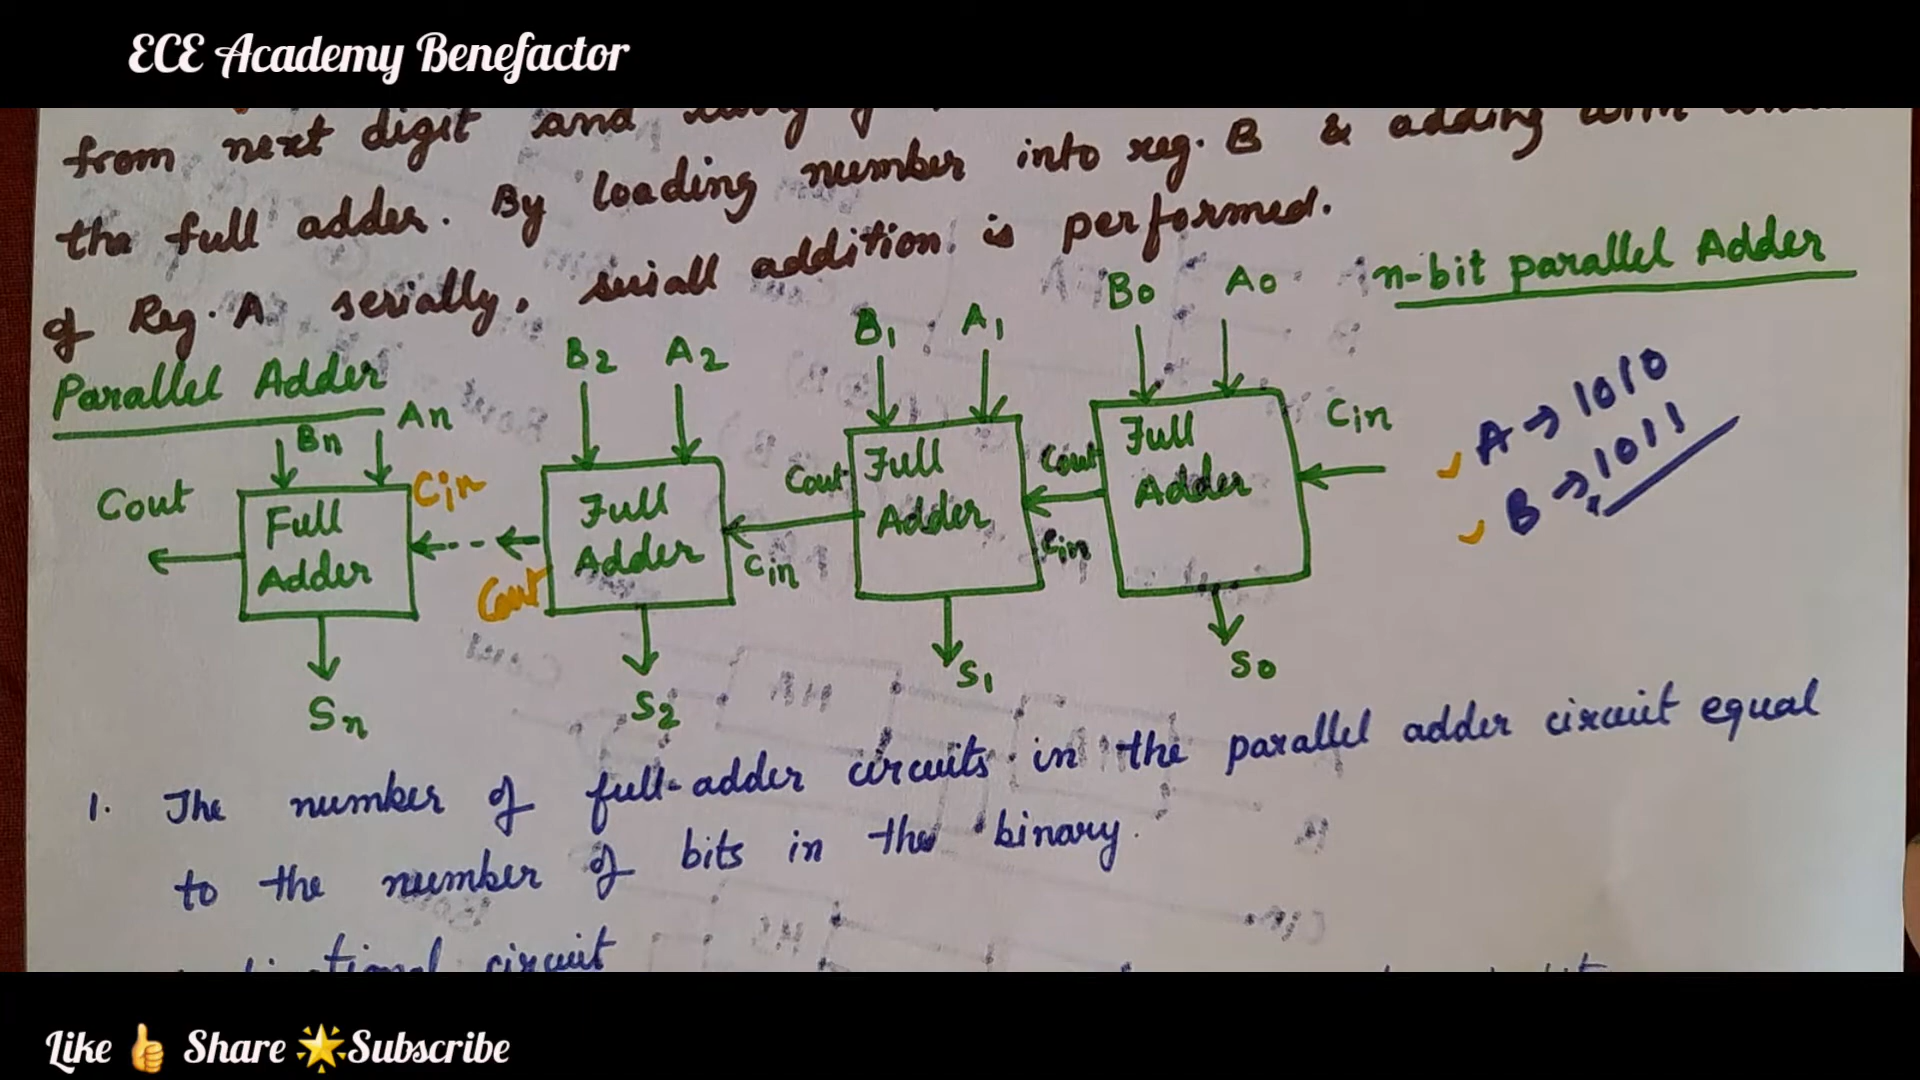 ECE Academy Benefactor
from next digit and
the full adder. By loading number into reg. B & adding with
of Reg. A serially, serial addition is performed.
n-bit parallel Adder
Parallel Adder
Bn An
B2 A2
B1 A1
B0 A0
Cout
Full Adder
Cin
Cout
Full Adder
Cout
Cin
Full Adder
Cout
Cin
Full Adder
Cin
A → 1010
B → 1011
Sn
S2
S1
S0
1. The number of full-adder circuits in the parallel adder circuit equal
to the number of bits in the binary.
circuit
Like 👍 Share 🌟Subscribe